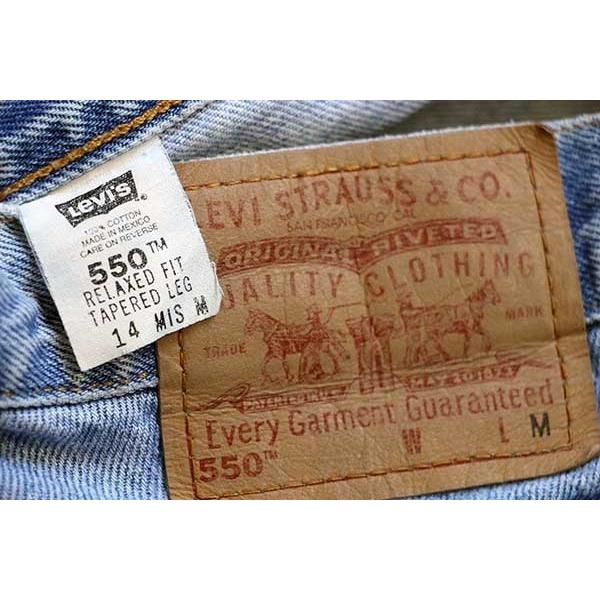 Levi's
100% COTTON
MADE IN MEXICO
CARE ON REVERSE
550™
RELAXED FIT
TAPERED LEG
14 MIS M
LEVI STRAUSS & CO.
SAN FRANCISCO CAL
ORIGINAL RIVETED
QUALITY CLOTHING
TRADE MARK
Every Garment Guaranteed
550™ W L M